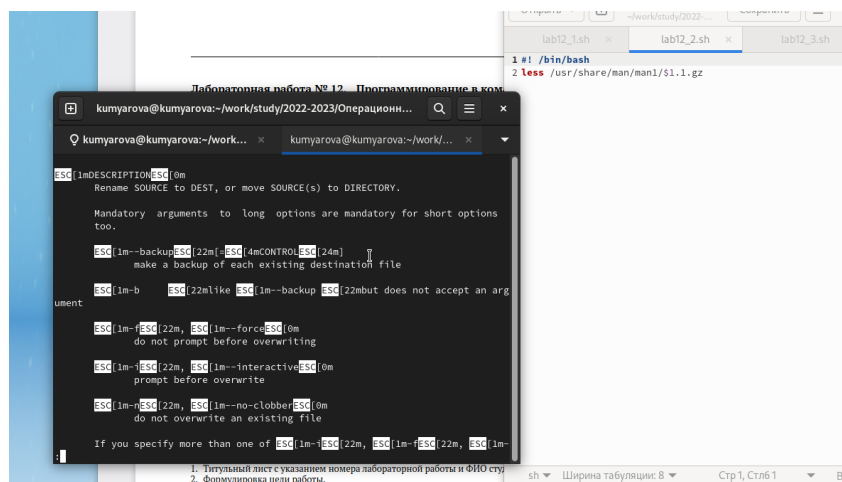 ~/work/study/2022-...
lab12_1.sh ×
lab12_2.sh ×
lab12_3.sh
1 #! /bin/bash
2 less /usr/share/man/man1/$1.1.gz
Лабораторная работа № 12. Программирование в ком
kumyarova@kumyarova:~/work/study/2022-2023/Операционн...
kumyarova@kumyarova:~/work... ×
kumyarova@kumyarova:~/work/... ×
ESC[1mDESCRIPTIONESC[0m
Rename SOURCE to DEST, or move SOURCE(s) to DIRECTORY.
Mandatory arguments to long options are mandatory for short options
too.
ESC[1m--backupESC[22m[=ESC[4mCONTROLESC[24m]
make a backup of each existing destination file
ESC[1m-b ESC[22mlike ESC[1m--backup ESC[22mbut does not accept an arg
ument
ESC[1m-fESC[22m, ESC[1m--forceESC[0m
do not prompt before overwriting
ESC[1m-iESC[22m, ESC[1m--interactiveESC[0m
prompt before overwrite
ESC[1m-nESC[22m, ESC[1m--no-clobberESC[0m
do not overwrite an existing file
If you specify more than one of ESC[1m-iESC[22m, ESC[1m-fESC[22m, ESC[1m-
:
1. Титульный лист с указанием номера лабораторной работы и ФИО сту
2. Формулировка цели работы.
sh Ширина табуляции: 8 Стр 1, Стлб 1